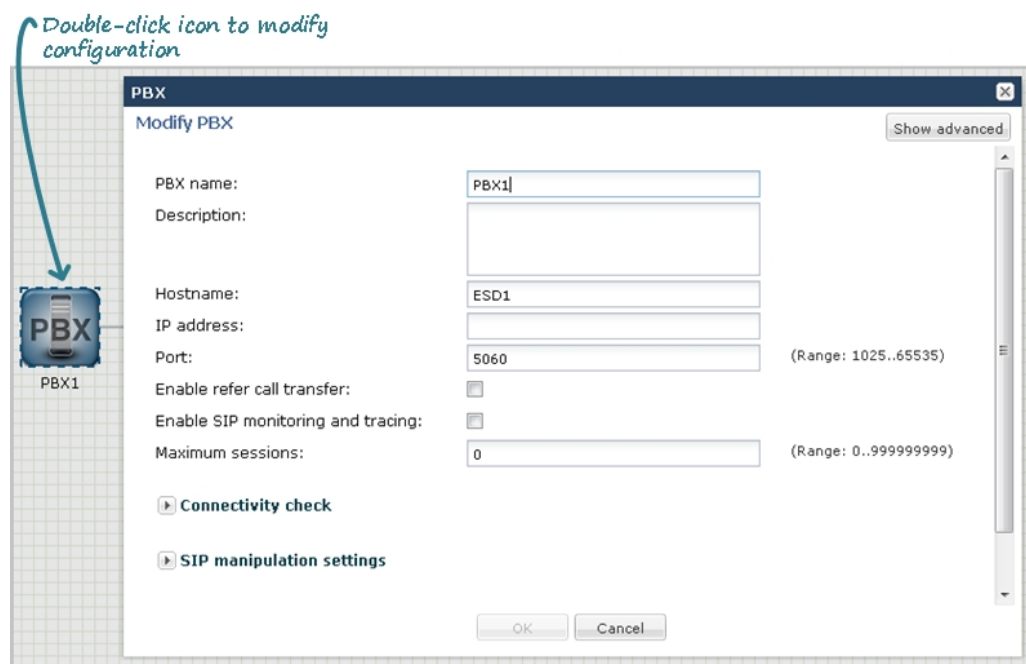 Double-click icon to modify
configuration
PBX
Modify PBX
Show advanced
PBX name:
PBX1
Description:
Hostname:
ESD1
IP address:
Port:
5060
(Range: 1025..65535)
Enable refer call transfer:
Enable SIP monitoring and tracing:
Maximum sessions:
0
(Range: 0..999999999)
Connectivity check
SIP manipulation settings
OK
Cancel
PBX
PBX1